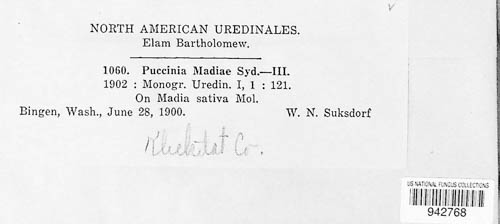 NORTH AMERICAN UREDINALES.
Elam Bartholomew.
1060. Puccinia Madiae Syd.—III.
1902 : Monogr. Uredin. I, 1 : 121.
On Madia sativa Mol.
Bingen, Wash., June 28, 1900. W. N. Suksdorf
Klickitat Co.
US NATIONAL FUNGUS COLLECTIONS
942768